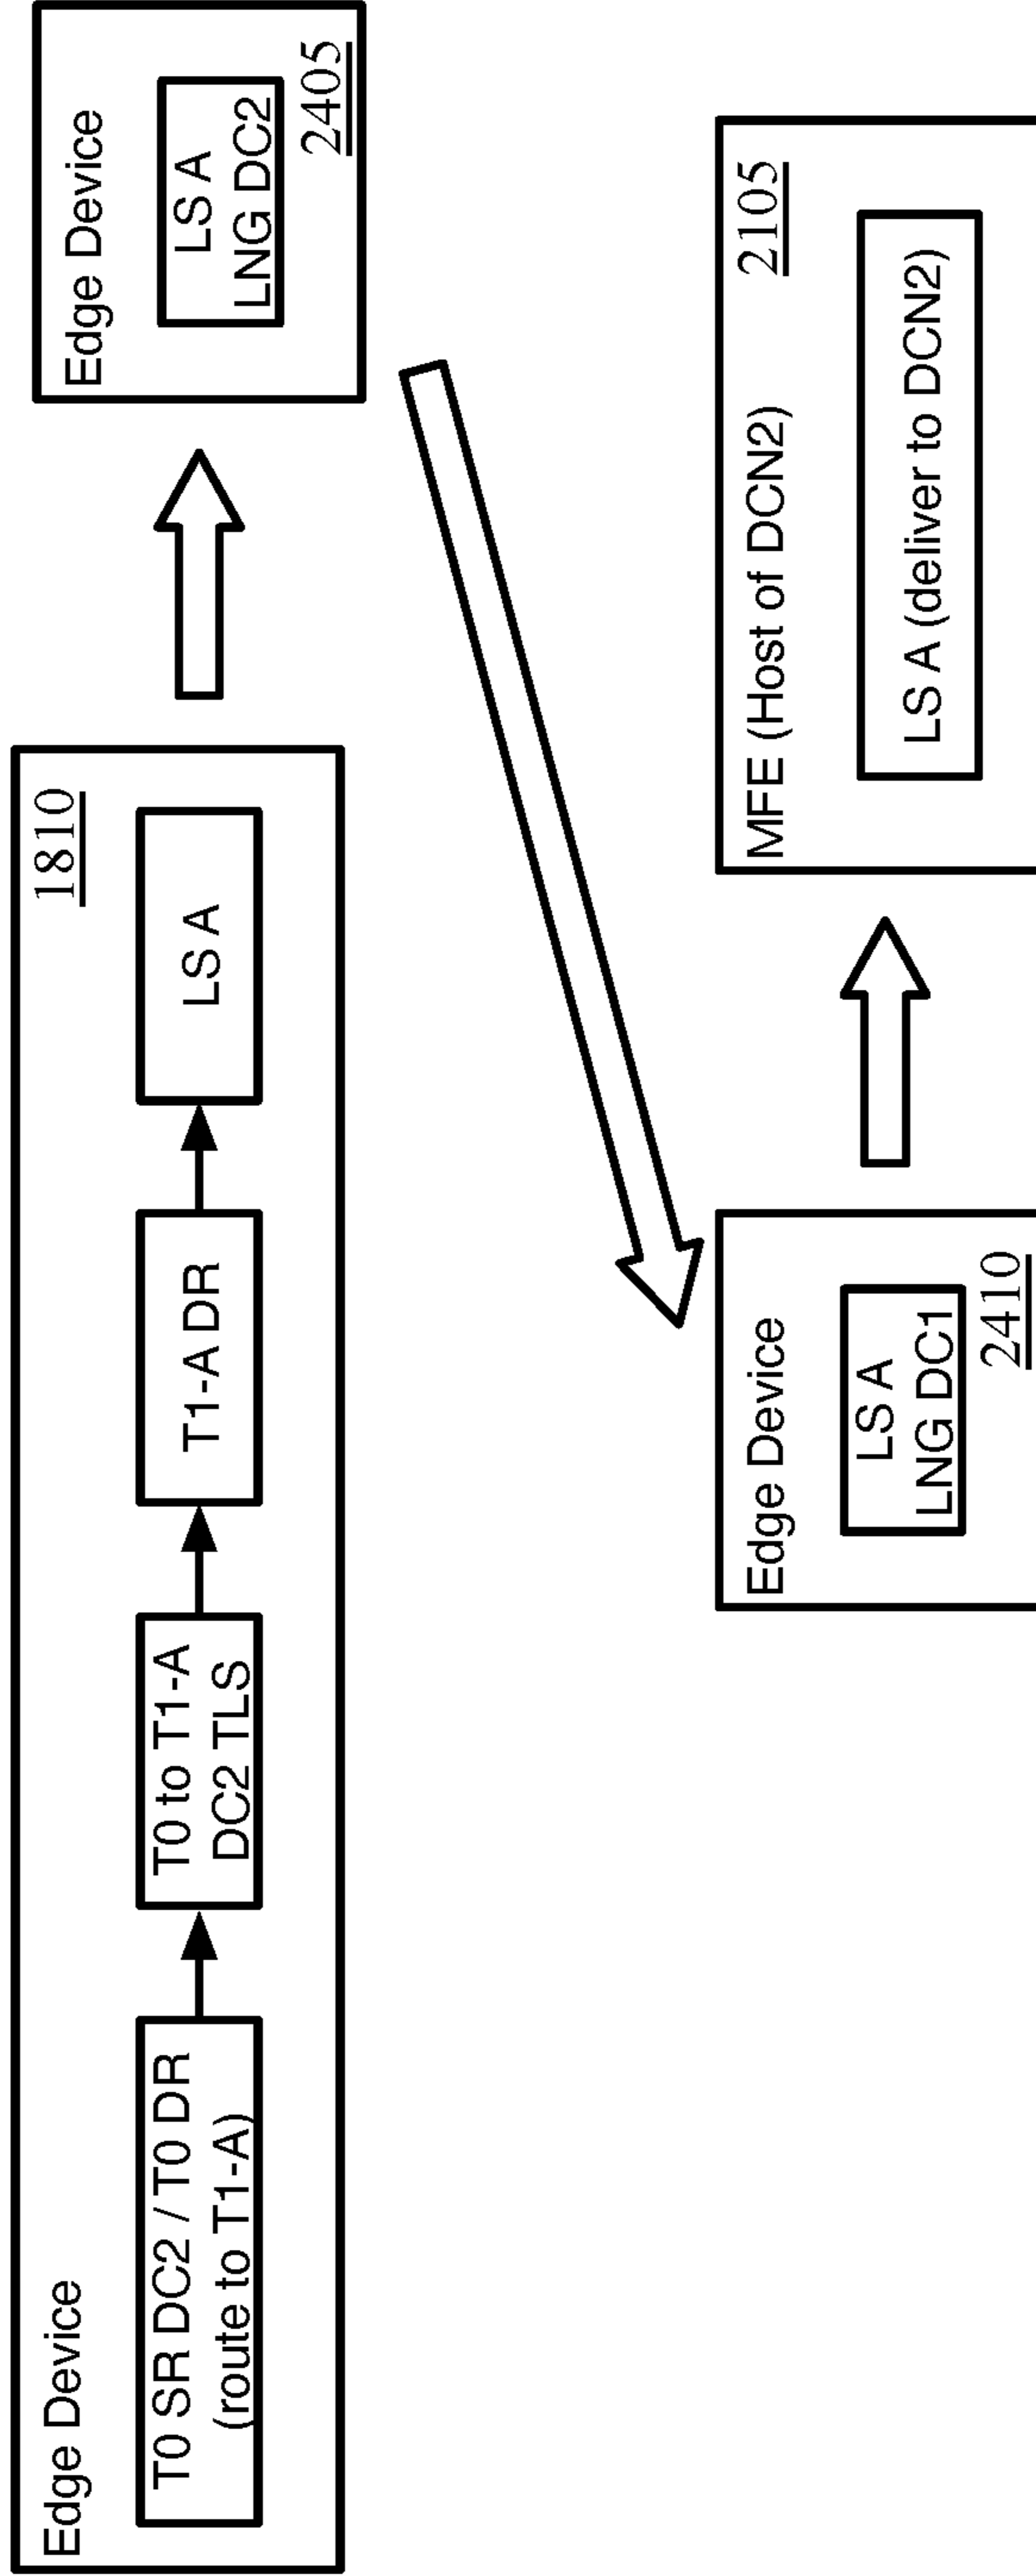 Edge Device
1810
T0 SR DC2 / T0 DR
(route to T1-A)
T0 to T1-A
DC2 TLS
T1-A DR
LS A
Edge Device
LS A
LNG DC2
2405
Edge Device
LS A
LNG DC1
2410
MFE (Host of DCN2)
2105
LS A (deliver to DCN2)